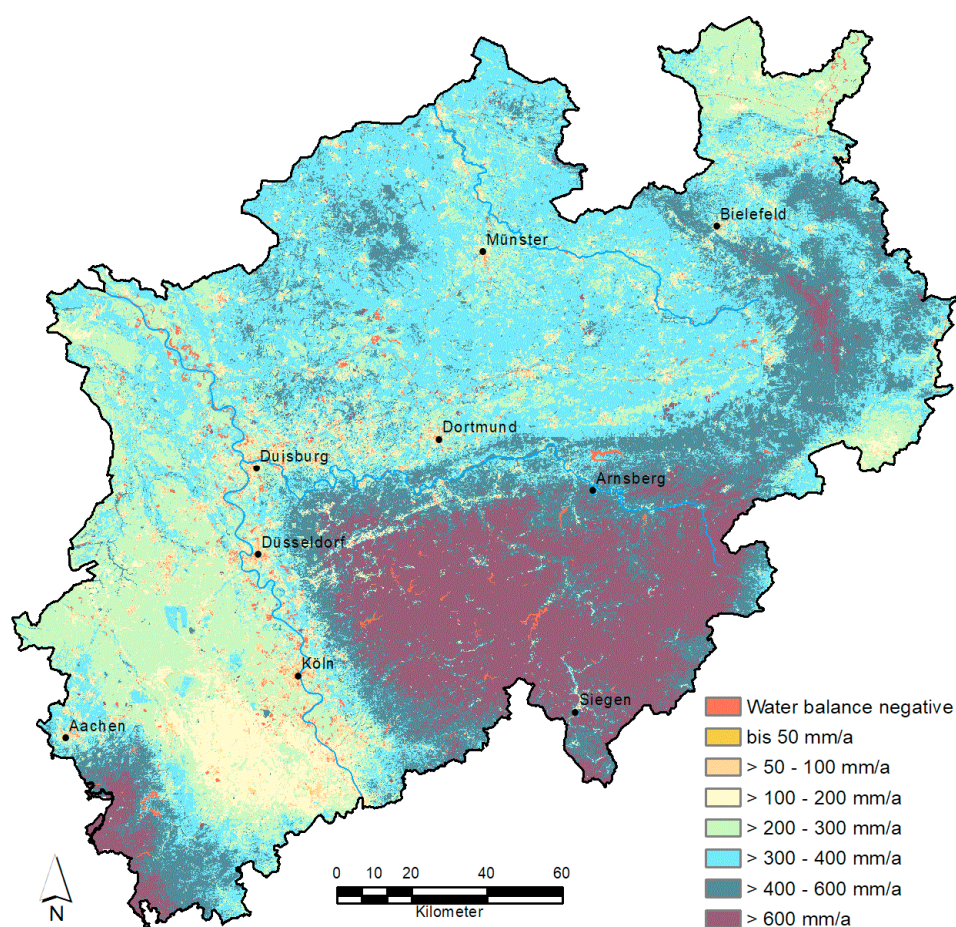 Bielefeld
Münster
Dortmund
Duisburg
Arnsberg
Düsseldorf
Köln
Siegen
Aachen
Water balance negative
bis 50 mm/a
> 50 - 100 mm/a
> 100 - 200 mm/a
> 200 - 300 mm/a
> 300 - 400 mm/a
> 400 - 600 mm/a
> 600 mm/a
0 10 20 40 60
Kilometer
N